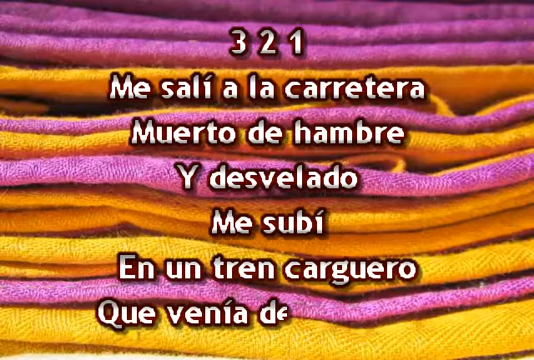 3 2 1
Me salí a la carretera
Muerto de hambre
Y desvelado
Me subí
En un tren carguero
Que venía de